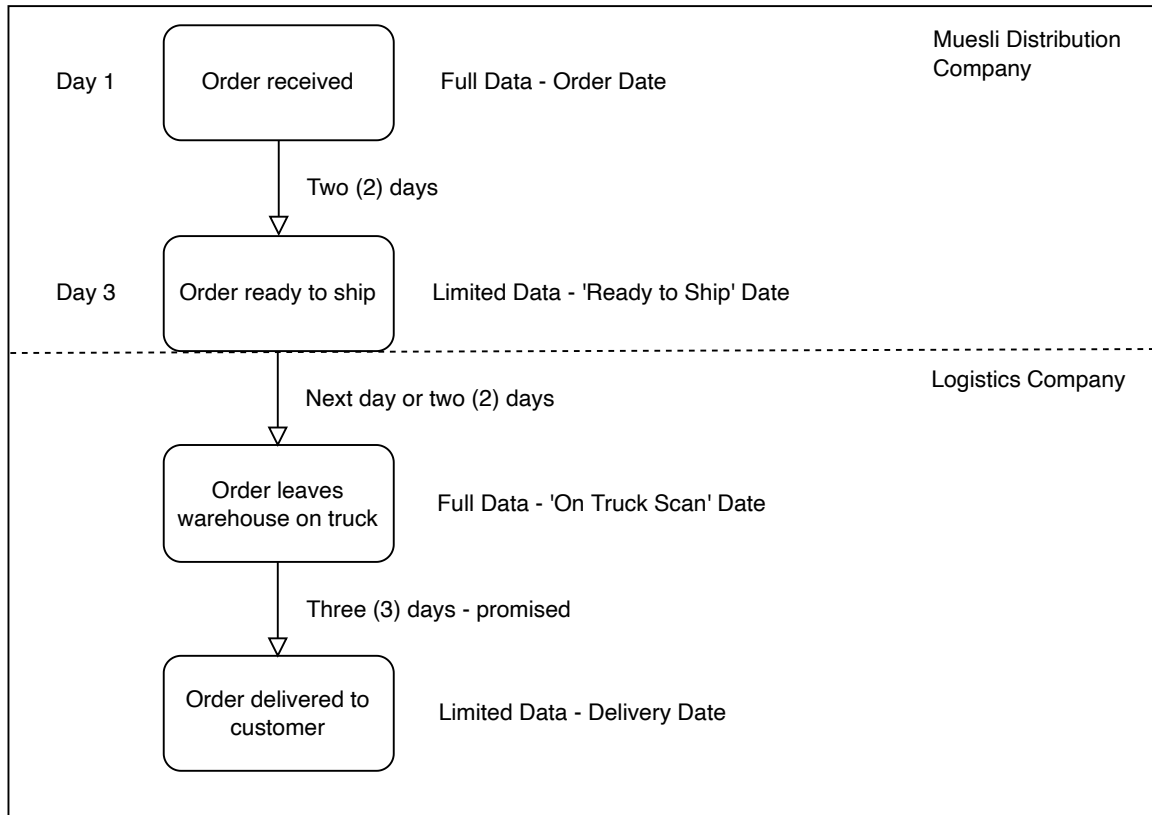 Muesli Distribution
Company
Day 1
Order received
Full Data - Order Date
Two (2) days
Day 3
Order ready to ship
Limited Data - 'Ready to Ship' Date
Logistics Company
Next day or two (2) days
Order leaves
warehouse on truck
Full Data - 'On Truck Scan' Date
Three (3) days - promised
Order delivered to
customer
Limited Data - Delivery Date